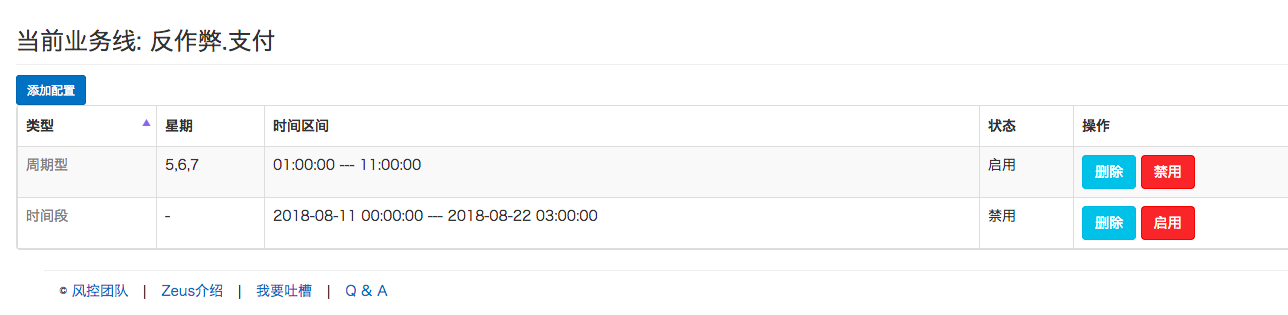 当前业务线: 反作弊.支付
添加配置
类型 星期 时间区间 状态 操作
周期型 5,6,7 01:00:00 --- 11:00:00 启用 删除 禁用
时间段 - 2018-08-11 00:00:00 --- 2018-08-22 03:00:00 禁用 删除 启用
© 风控团队 | Zeus介绍 | 我要吐槽 | Q & A